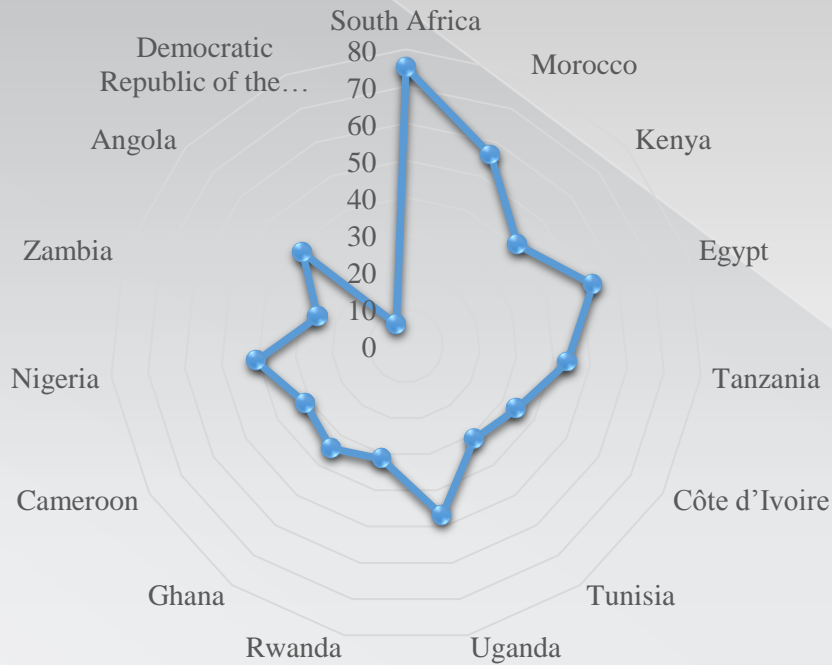 South Africa
Morocco
Kenya
Egypt
Tanzania
Côte d’Ivoire
Tunisia
Uganda
Rwanda
Ghana
Cameroon
Nigeria
Zambia
Angola
Democratic
Republic of the…
80
70
60
50
40
30
20
10
0